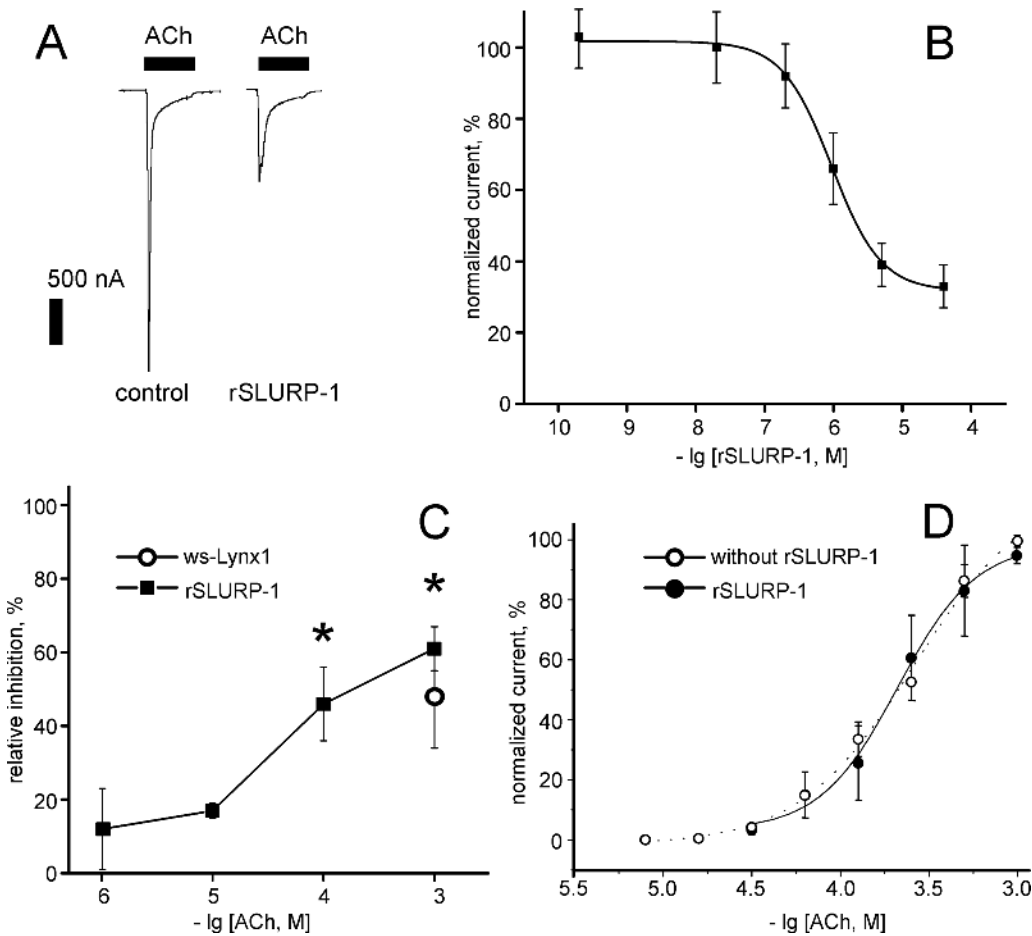 A
ACh ACh
500 nA
control rSLURP-1
B
normalized current, %
100
80
60
40
20
0
10 9 8 7 6 5 4
- lg [rSLURP-1, M]
C
relative inhibition, %
100
80
60
40
20
0
ws-Lynx1
rSLURP-1
* *
6 5 4 3
- lg [ACh, M]
D
normalized current, %
100
80
60
40
20
0
without rSLURP-1
rSLURP-1
5.5 5.0 4.5 4.0 3.5 3.0
- lg [ACh, M]